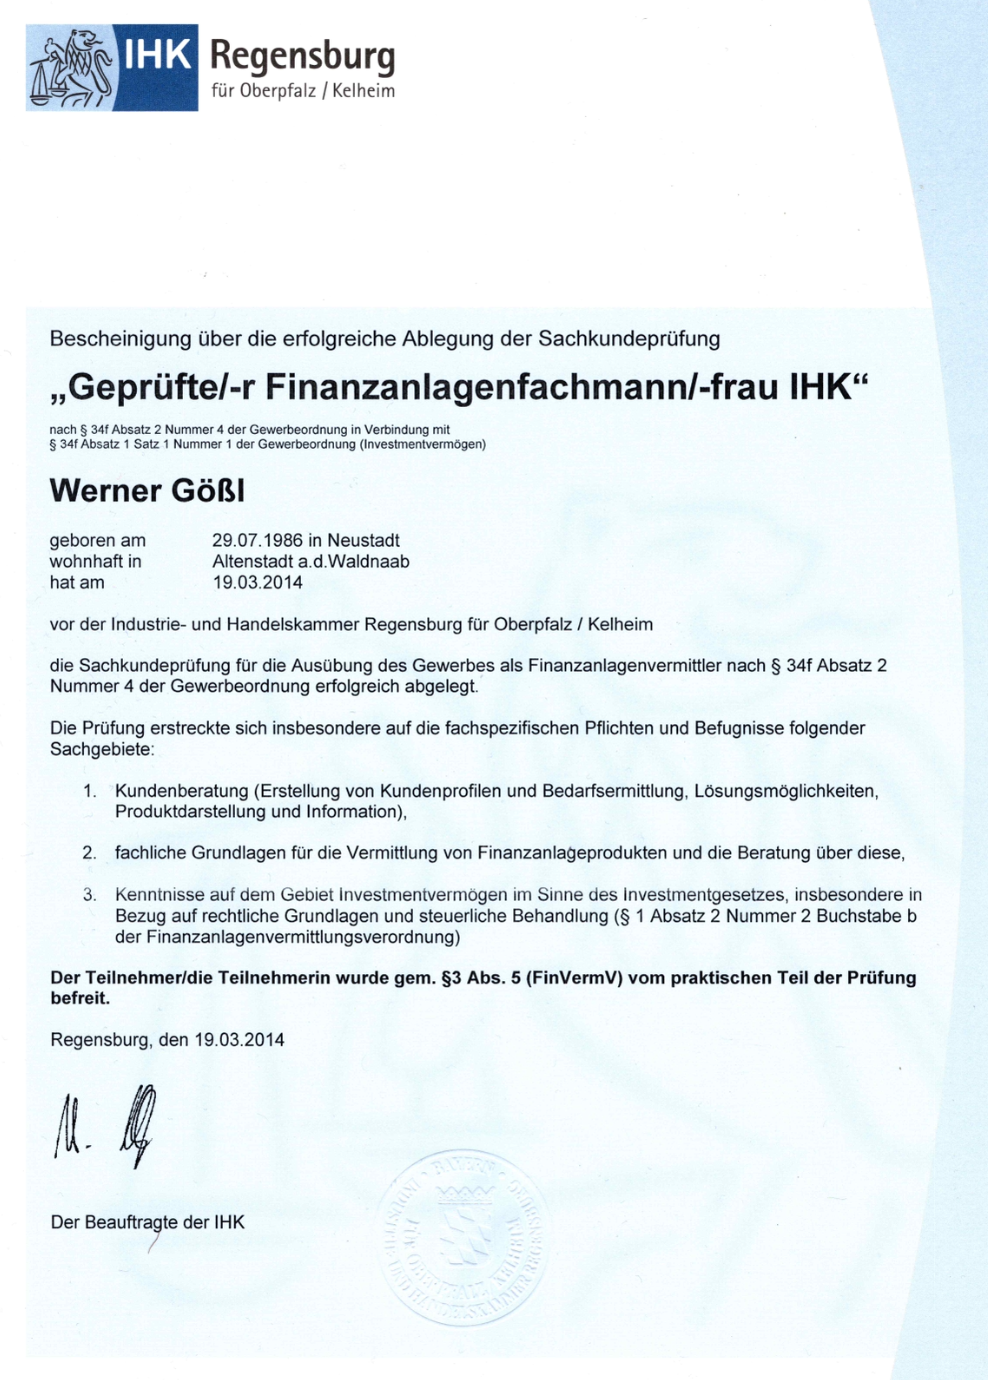 IHK Regensburg
für Oberpfalz / Kelheim
Bescheinigung über die erfolgreiche Ablegung der Sachkundeprüfung
„Geprüfte/-r Finanzanlagenfachmann/-frau IHK“
nach § 34f Absatz 2 Nummer 4 der Gewerbeordnung in Verbindung mit
§ 34f Absatz 1 Satz 1 Nummer 1 der Gewerbeordnung (Investmentvermögen)
Werner Gößl
geboren am 29.07.1986 in Neustadt
wohnhaft in Altenstadt a.d.Waldnaab
hat am 19.03.2014
vor der Industrie- und Handelskammer Regensburg für Oberpfalz / Kelheim
die Sachkundeprüfung für die Ausübung des Gewerbes als Finanzanlagenvermittler nach § 34f Absatz 2
Nummer 4 der Gewerbeordnung erfolgreich abgelegt.
Die Prüfung erstreckte sich insbesondere auf die fachspezifischen Pflichten und Befugnisse folgender
Sachgebiete:
1. Kundenberatung (Erstellung von Kundenprofilen und Bedarfsermittlung, Lösungsmöglichkeiten,
Produktdarstellung und Information),
2. fachliche Grundlagen für die Vermittlung von Finanzanlageprodukten und die Beratung über diese,
3. Kenntnisse auf dem Gebiet Investmentvermögen im Sinne des Investmentgesetzes, insbesondere in
Bezug auf rechtliche Grundlagen und steuerliche Behandlung (§ 1 Absatz 2 Nummer 2 Buchstabe b
der Finanzanlagenvermittlungsverordnung)
Der Teilnehmer/die Teilnehmerin wurde gem. §3 Abs. 5 (FinVermV) vom praktischen Teil der Prüfung
befreit.
Regensburg, den 19.03.2014
Der Beauftragte der IHK
BAYERN
INDUSTRIE- UND HANDELSKAMMER REGENSBURG
FÜR OBERPFALZ / KELHEIM